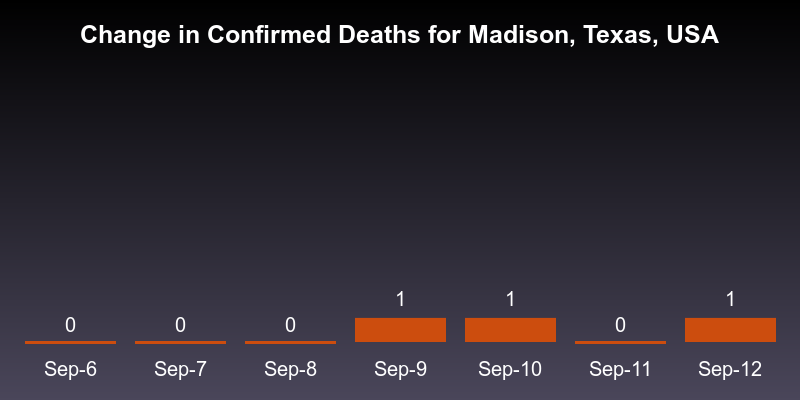 Change in Confirmed Deaths for Madison, Texas, USA
0 0 0 1 1 0 1
Sep-6 Sep-7 Sep-8 Sep-9 Sep-10 Sep-11 Sep-12